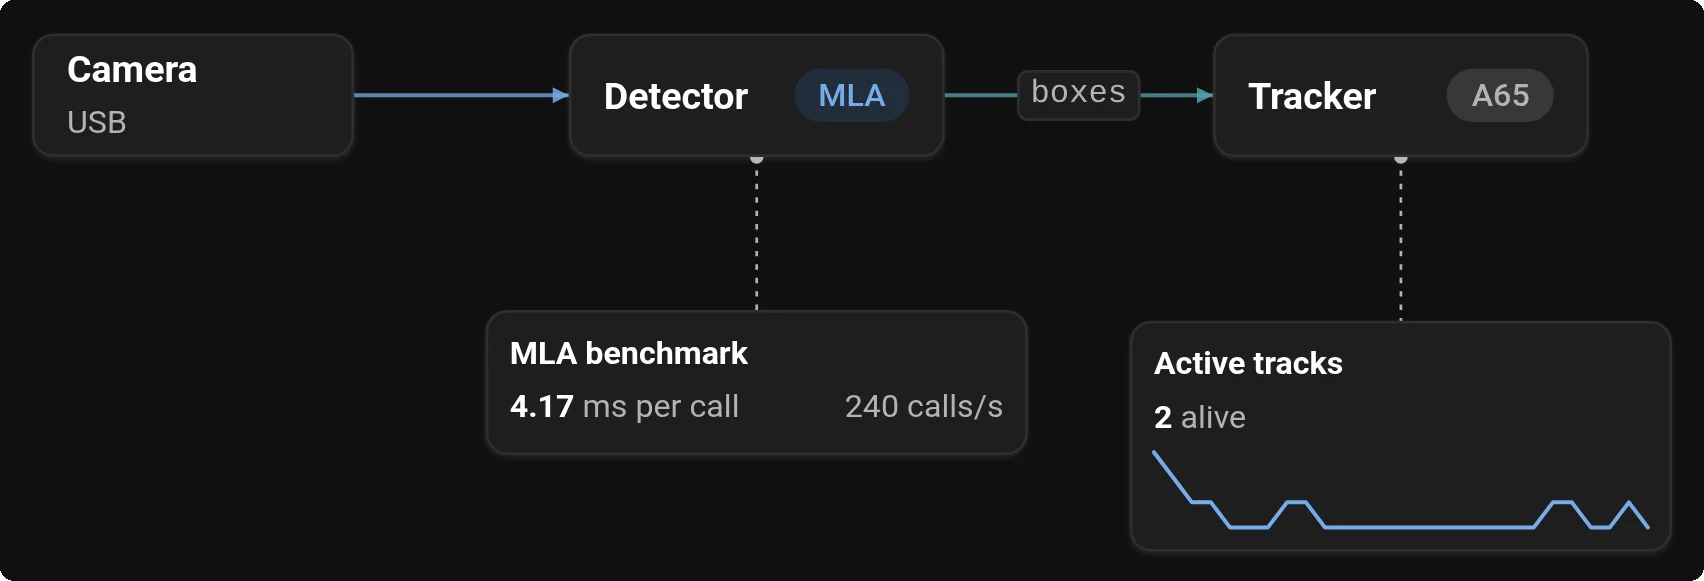 Camera
USB
Detector
MLA
boxes
Tracker
A65
MLA benchmark
4.17 ms per call
240 calls/s
Active tracks
2 alive